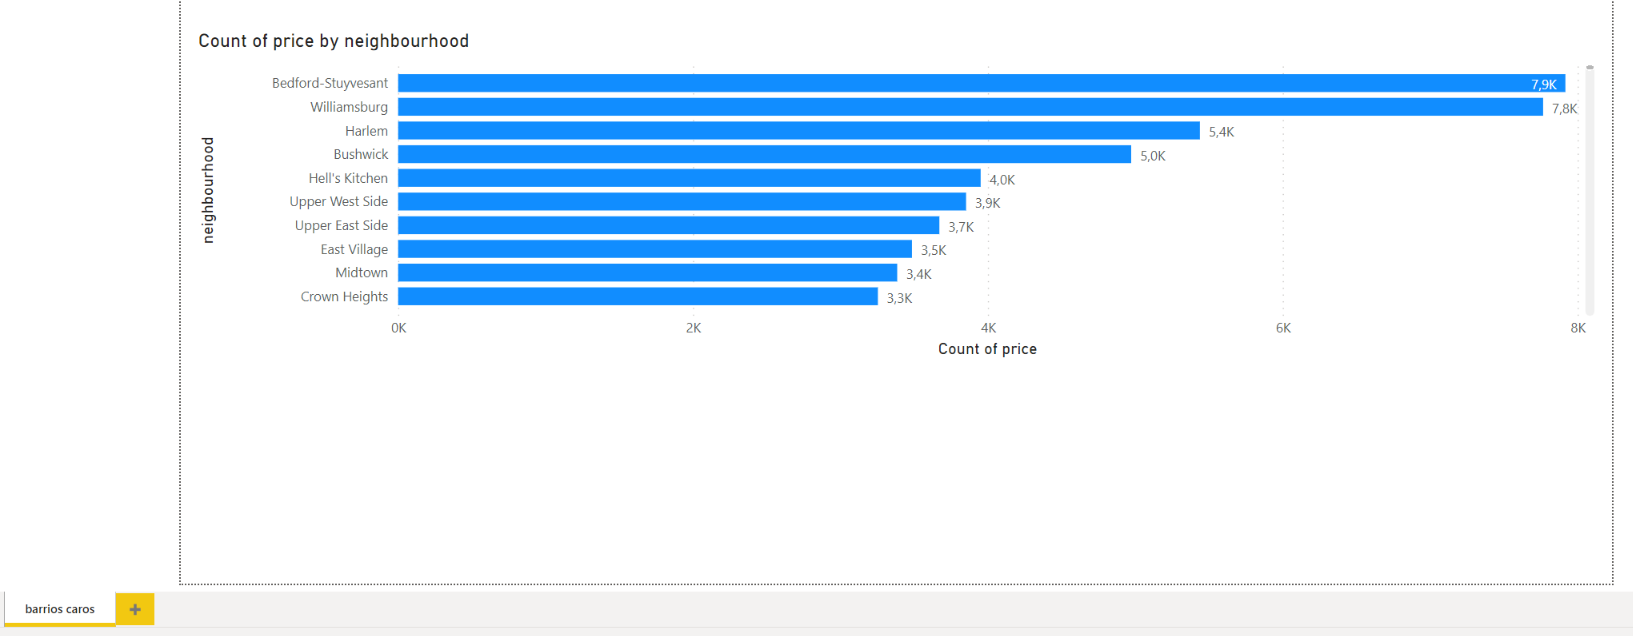 Count of price by neighbourhood
neighbourhood
Bedford-Stuyvesant 7,9K
Williamsburg 7,8K
Harlem 5,4K
Bushwick 5,0K
Hell's Kitchen 4,0K
Upper West Side 3,9K
Upper East Side 3,7K
East Village 3,5K
Midtown 3,4K
Crown Heights 3,3K
0K 2K 4K 6K 8K
Count of price
barrios caros +